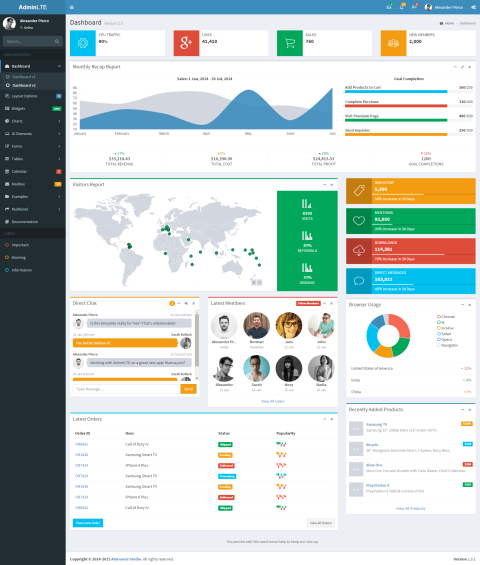 AdminLTE
Alexander Pierce
Alexander Pierce
Online
Search...
Dashboard
Dashboard v1
Dashboard v2
Layout Options
Widgets
Charts
UI Elements
Forms
Tables
Calendar
Mailbox
Examples
Multilevel
Documentation
Important
Warning
Information
Dashboard Version 2.0
Home
Dashboard
CPU TRAFFIC
90%
LIKES
41,410
SALES
760
NEW MEMBERS
2,000
Monthly Recap Report
Sales: 1 Jan, 2014 - 30 Jul, 2014
January February March April May June July
Goal Completion
Add Products to Cart 160/200
Complete Purchase 310/400
Visit Premium Page 480/800
Send Inquiries 250/500
17%
$35,210.43
TOTAL REVENUE
0%
$10,390.90
TOTAL COST
20%
$24,813.53
TOTAL PROFIT
18%
1200
GOAL COMPLETIONS
Visitors Report
VISITS
REFERRALS
ORGANIC
INVENTORY
5,200
50% Increase in 30 Days
MENTIONS
92,050
20% Increase in 30 Days
DOWNLOADS
114,381
70% Increase in 30 Days
DIRECT MESSAGES
163,921
40% Increase in 30 Days
Direct Chat
Alexander Pierce
Is this template really for free? That's unbelievable!
Sarah Bullock
You better believe it!
Alexander Pierce
Working with AdminLTE on a great new app! Wanna join?
Sarah Bullock
Type Message...
Send
Latest Members
8 New Members
Alexander Pi...
Today
Norman
Yesterday
Jane
12 Jan
John
12 Jan
Alexander
13 Jan
Sarah
14 Jan
Nora
15 Jan
Nadia
15 Jan
View All Users
Browser Usage
Chrome
IE
FireFox
Safari
Opera
Navigator
United States of America 12%
India 4%
China 0%
Latest Orders
Order ID Item Status Popularity
OR9842 Call of Duty IV Shipped
OR1848 Samsung Smart TV Pending
OR7429 iPhone 6 Plus Delivered
OR7429 Samsung Smart TV Processing
OR1848 Samsung Smart TV Pending
OR7429 iPhone 6 Plus Delivered
OR9842 Call of Duty IV Shipped
Place New Order
View All Orders
Recently Added Products
Samsung TV $1800
Samsung 32" 1080p 60Hz LED Smart HDTV.
Bicycle $700
26" Mongoose Dolomite Men's 7-speed, Navy Blue.
Xbox One $350
Xbox One Console Bundle with Halo Master Chief Collection.
PlayStation 4 $399
PlayStation 4 500GB Console (PS4)
View All Products
Copyright © 2014-2015 Almsaeed Studio. All rights reserved.
Version 2.3.1